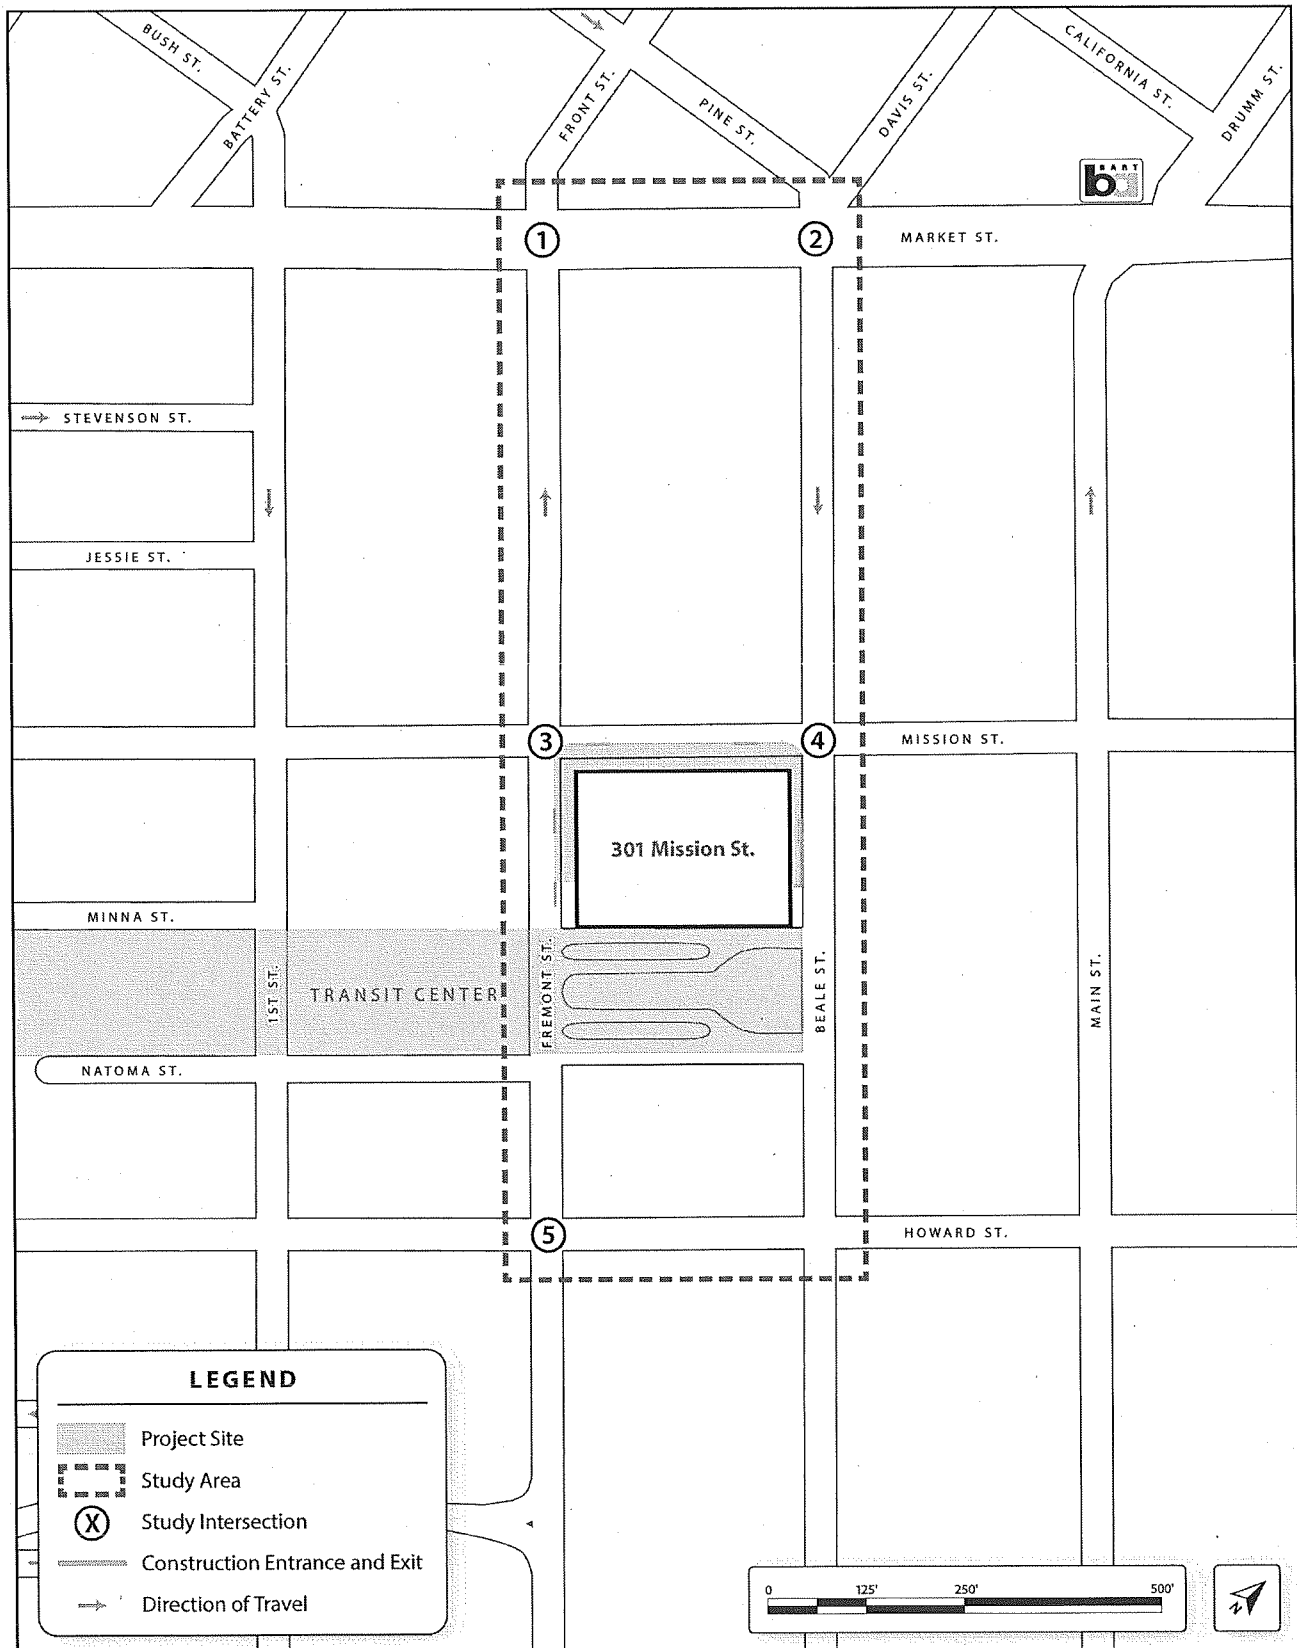 BUSH ST.
BATTERY ST.
FRONT ST.
PINE ST.
DAVIS ST.
CALIFORNIA ST.
DRUMM ST.
BART
ba
1
2
MARKET ST.
STEVENSON ST.
JESSIE ST.
3
4
MISSION ST.
301 Mission St.
MINNA ST.
1ST ST.
TRANSIT CENTER
FREMONT ST.
BEALE ST.
MAIN ST.
NATOMA ST.
5
HOWARD ST.
LEGEND
Project Site
Study Area
X Study Intersection
Construction Entrance and Exit
Direction of Travel
0 125' 250' 500'
N